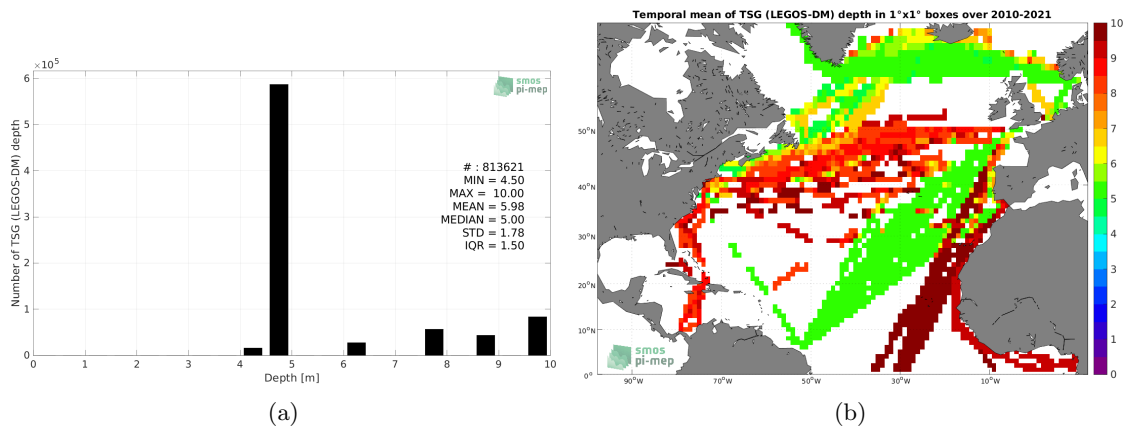 Temporal mean of TSG (LEGOS-DM) depth in 1°x1° boxes over 2010-2021
×10⁵
Number of TSG (LEGOS-DM) depth
6
5
4
3
2
1
0
smos
pi-mep
# : 813621
MIN = 4.50
MAX = 10.00
MEAN = 5.98
MEDIAN = 5.00
STD = 1.78
IQR = 1.50
0 1 2 3 4 5 6 7 8 9 10
Depth [m]
(a)
50°N
40°N
30°N
20°N
10°N
0°
90°W 70°W 50°W 30°W 10°W
smos
pi-mep
10
9
8
7
6
5
4
3
2
1
0
(b)